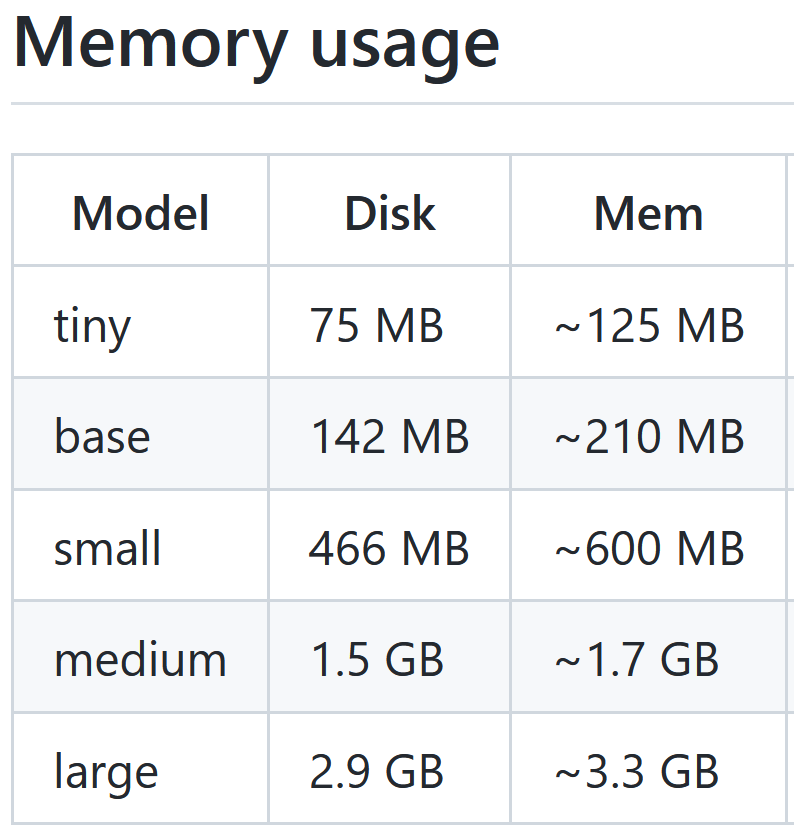 Memory usage
Model Disk Mem
tiny 75 MB ~125 MB
base 142 MB ~210 MB
small 466 MB ~600 MB
medium 1.5 GB ~1.7 GB
large 2.9 GB ~3.3 GB